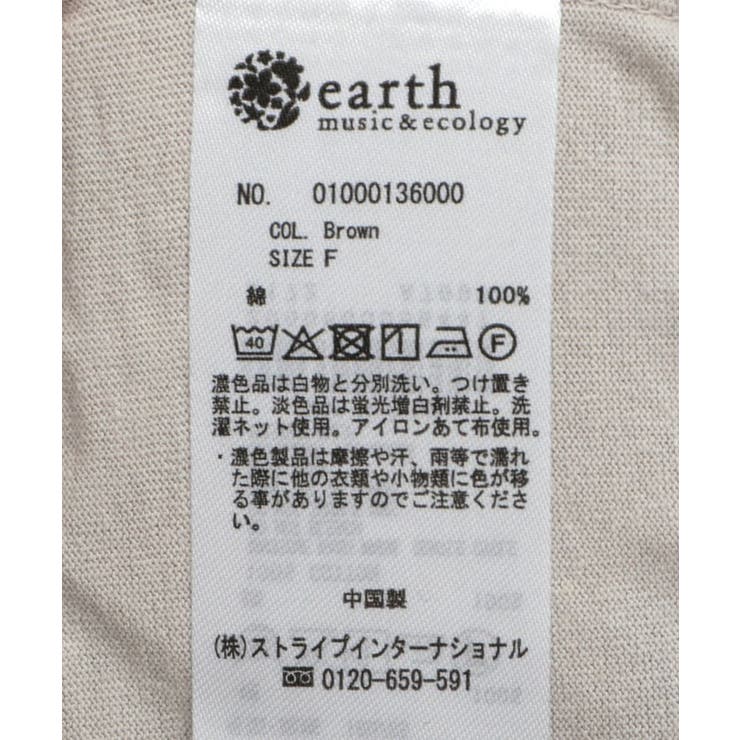 earth
music & ecology
NO. 01000136000
COL. Brown
SIZE F
綿 100%
40 F
濃色品は白物と分別洗い。つけ置き
禁止。淡色品は蛍光増白剤禁止。洗
濯ネット使用。アイロンあて布使用。
・濃色製品は摩擦や汗、雨等で濡れ
た際に他の衣類や小物類に色が移
る事がありますのでご注意くださ
い。
中国製
(株)ストライプインターナショナル
0120-659-591